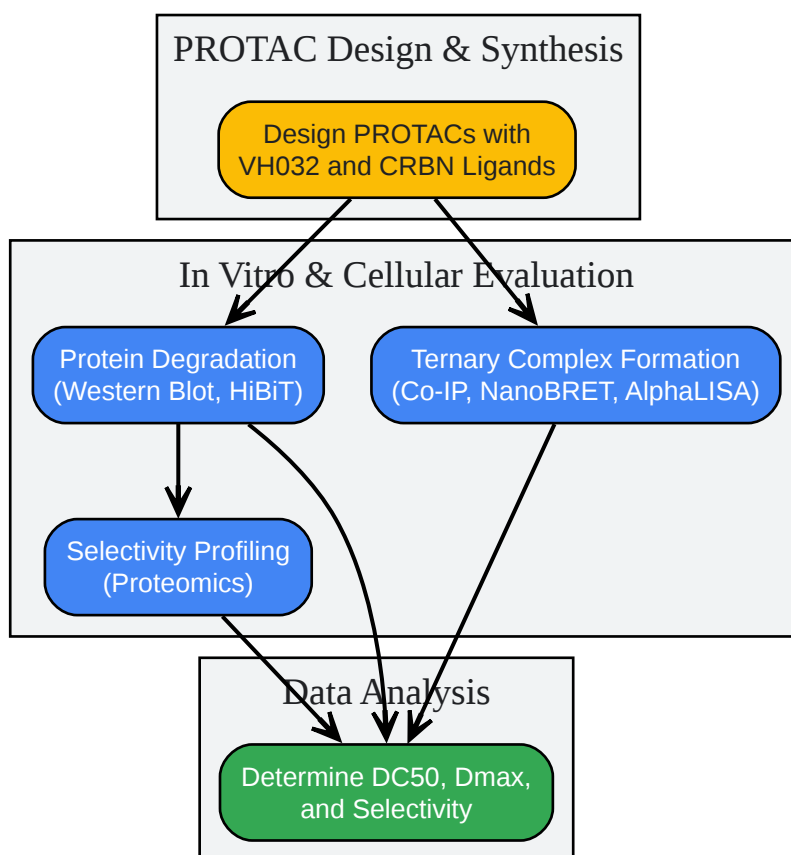 PROTAC Design & Synthesis
Design PROTACs with
VH032 and CRBN Ligands
In Vitro & Cellular Evaluation
Protein Degradation
(Western Blot, HiBiT)
Ternary Complex Formation
(Co-IP, NanoBRET, AlphaLISA)
Selectivity Profiling
(Proteomics)
Data Analysis
Determine DC50, Dmax,
and Selectivity